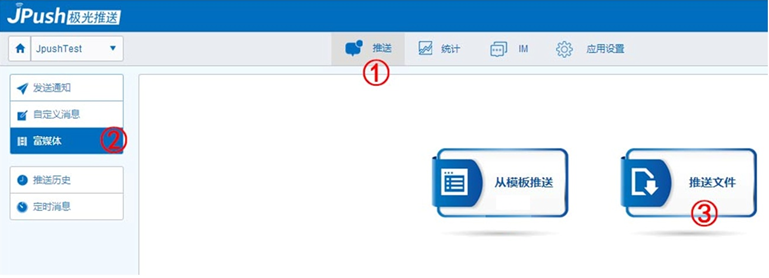 JPush极光推送
JpushTest
推送
统计
IM
应用设置
①
发送通知
自定义消息
富媒体
②
推送历史
定时消息
从模板推送
推送文件
③